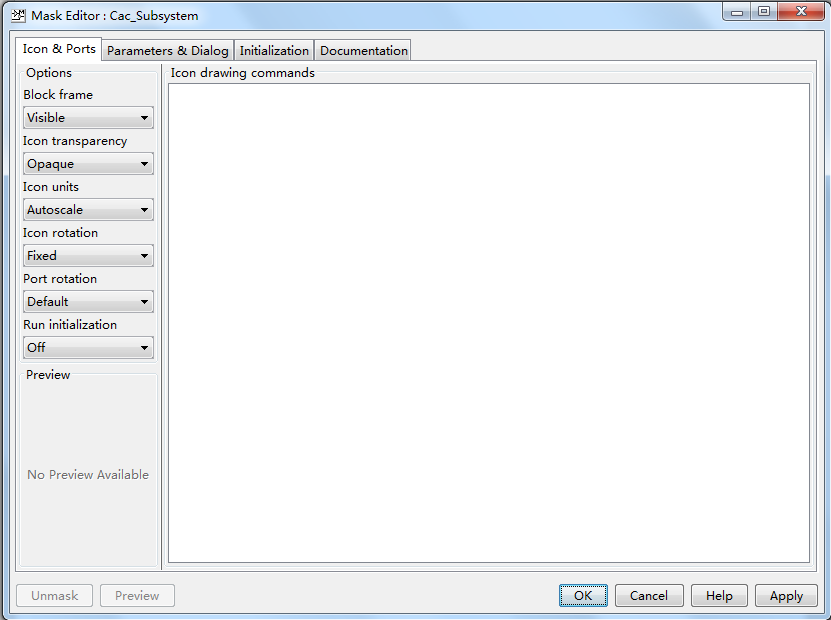 Mask Editor : Cac_Subsystem
Icon & Ports
Parameters & Dialog
Initialization
Documentation
Options
Block frame
Visible
Icon transparency
Opaque
Icon units
Autoscale
Icon rotation
Fixed
Port rotation
Default
Run initialization
Off
Preview
No Preview Available
Icon drawing commands
Unmask
Preview
OK
Cancel
Help
Apply